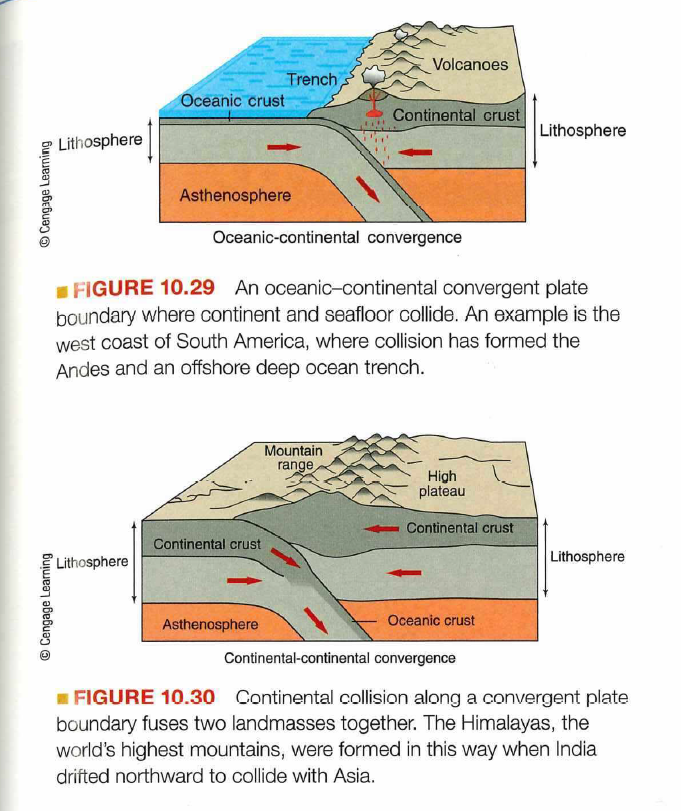 Volcanoes
Trench
Oceanic crust
Continental crust
Lithosphere
Lithosphere
Asthenosphere
© Cengage Learning
Oceanic-continental convergence
FIGURE 10.29 An oceanic–continental convergent plate
boundary where continent and seafloor collide. An example is the
west coast of South America, where collision has formed the
Andes and an offshore deep ocean trench.
Mountain
range
High
plateau
Continental crust
Continental crust
Lithosphere
Lithosphere
Asthenosphere
Oceanic crust
© Cengage Learning
Continental-continental convergence
FIGURE 10.30 Continental collision along a convergent plate
boundary fuses two landmasses together. The Himalayas, the
world's highest mountains, were formed in this way when India
drifted northward to collide with Asia.